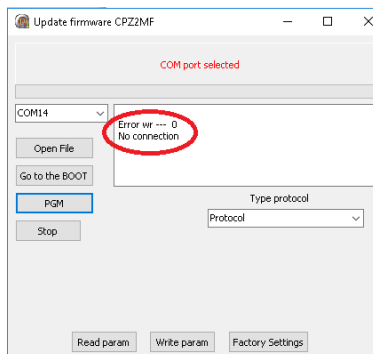 Update firmware CPZ2MF
COM port selected
COM14
Error wr --- 0
No connection
Open File
Go to the BOOT
PGM
Stop
Type protocol
Protocol
Read param
Write param
Factory Settings